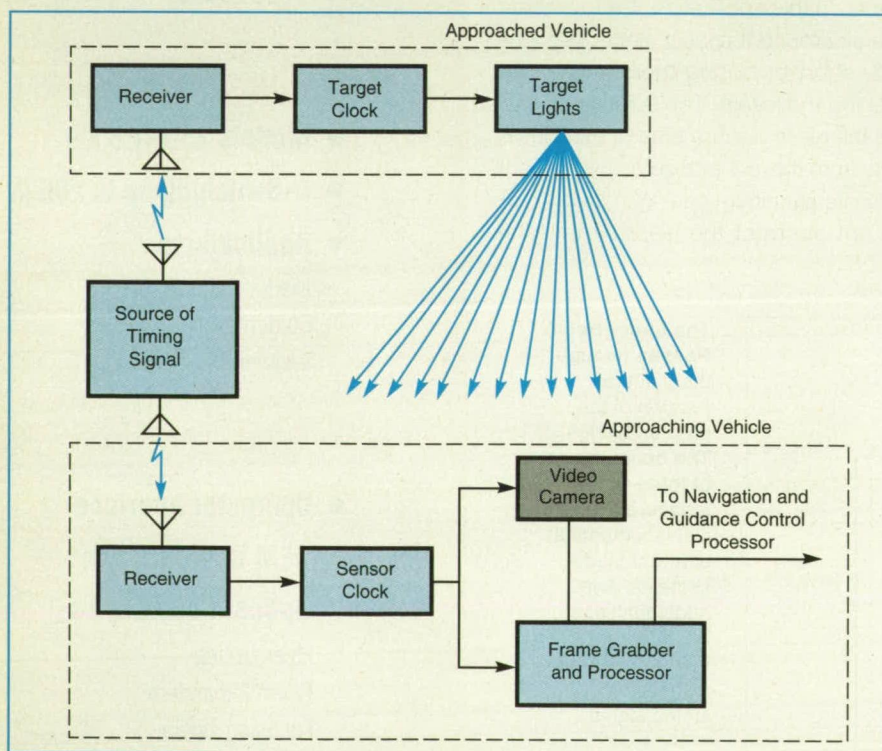 Approached Vehicle
Receiver
Target
Clock
Target
Lights
Source of
Timing
Signal
Approaching Vehicle
Video
Camera
To Navigation and
Guidance Control
Processor
Receiver
Sensor
Clock
Frame Grabber
and Processor